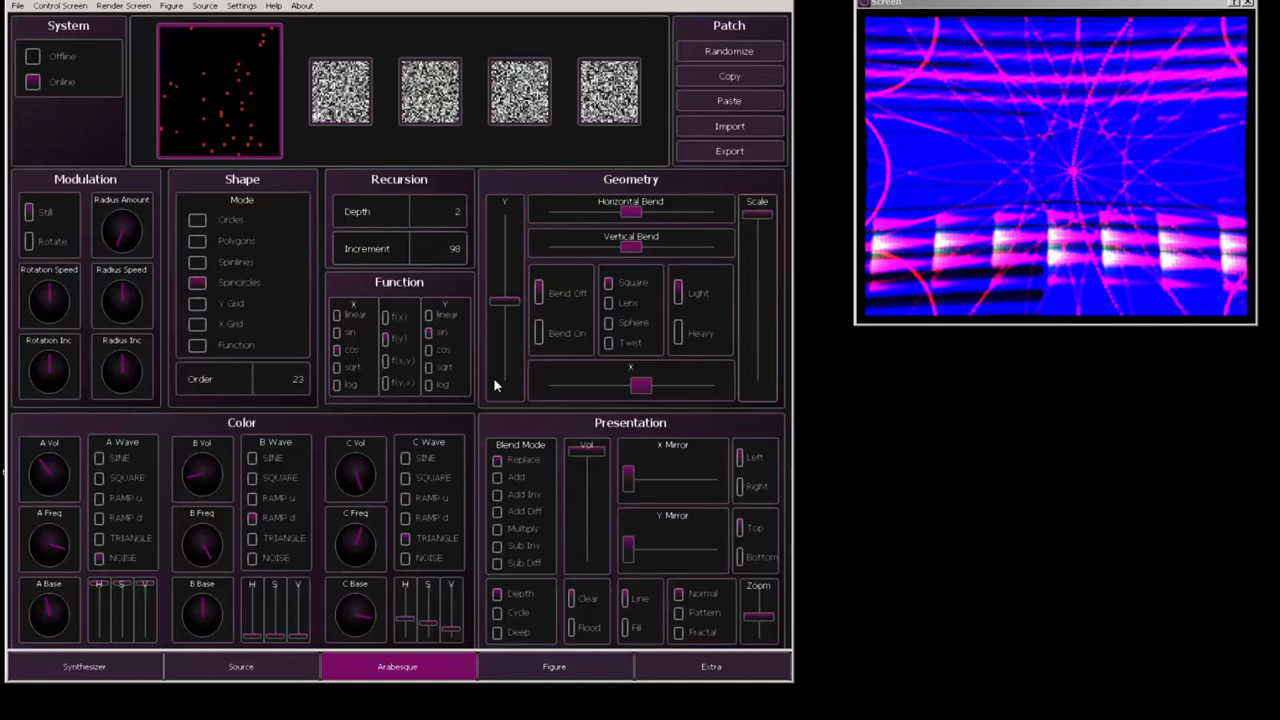 File Control Screen Render Screen Figure Source Settings Help About
Screen
System
Offline
Online
Patch
Randomize
Copy
Paste
Import
Export
Modulation
Still
Rotate
Radius Amount
Rotation Speed
Radius Speed
Rotation Inc
Radius Inc
Shape
Mode
Circles
Polygons
Spinlines
Spincircles
Y Grid
X Grid
Function
Order 23
Recursion
Depth 2
Increment 98
Function
X Y
linear f(x) linear
sin f(y) sin
cos f(x,y) cos
sqrt f(y,x) sqrt
log log
Geometry
Y
Horizontal Bend
Vertical Bend
Scale
Bend Off
Bend On
Square
Lens
Sphere
Twist
Light
Heavy
X
Color
A Vol
A Freq
A Base
A Wave
SINE
SQUARE
RAMP u
RAMP d
TRIANGLE
NOISE
H S V
B Vol
B Freq
B Base
B Wave
SINE
SQUARE
RAMP u
RAMP d
TRIANGLE
NOISE
H S V
C Vol
C Freq
C Base
C Wave
SINE
SQUARE
RAMP u
RAMP d
TRIANGLE
NOISE
H S V
Presentation
Blend Mode
Replace
Add
Add Inv
Add Diff
Multiply
Sub Inv
Sub Diff
Vol
X Mirror
Left
Right
Y Mirror
Top
Bottom
Depth
Cycle
Deep
Clear
Flood
Line
Fill
Normal
Pattern
Fractal
Zoom
Synthesizer Source Arabesque Figure Extra